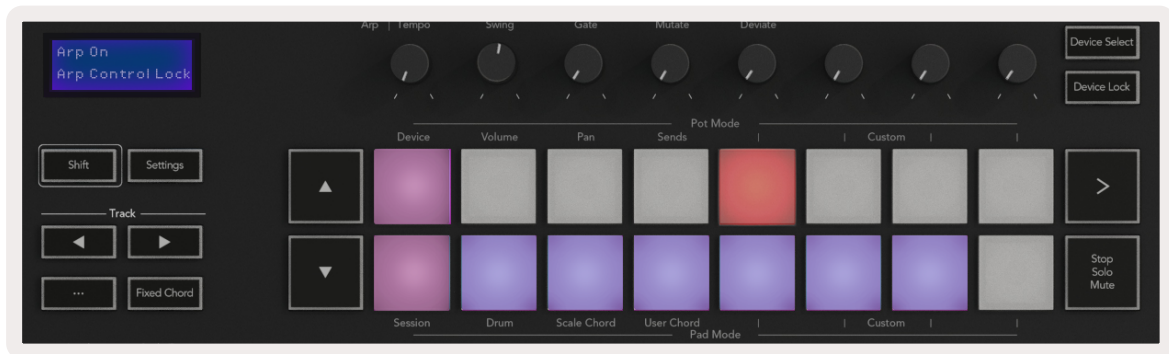 Arp | Tempo Swing Gate Mutate Deviate
Arp On
Arp Control Lock
Device Select
Device Lock
Pot Mode
Device Volume Pan Sends | | Custom | |
Shift Settings
▲
>
Track
◀ ▶
▼
Stop
Solo
Mute
... Fixed Chord
Session Drum Scale Chord User Chord | | Custom | |
Pad Mode